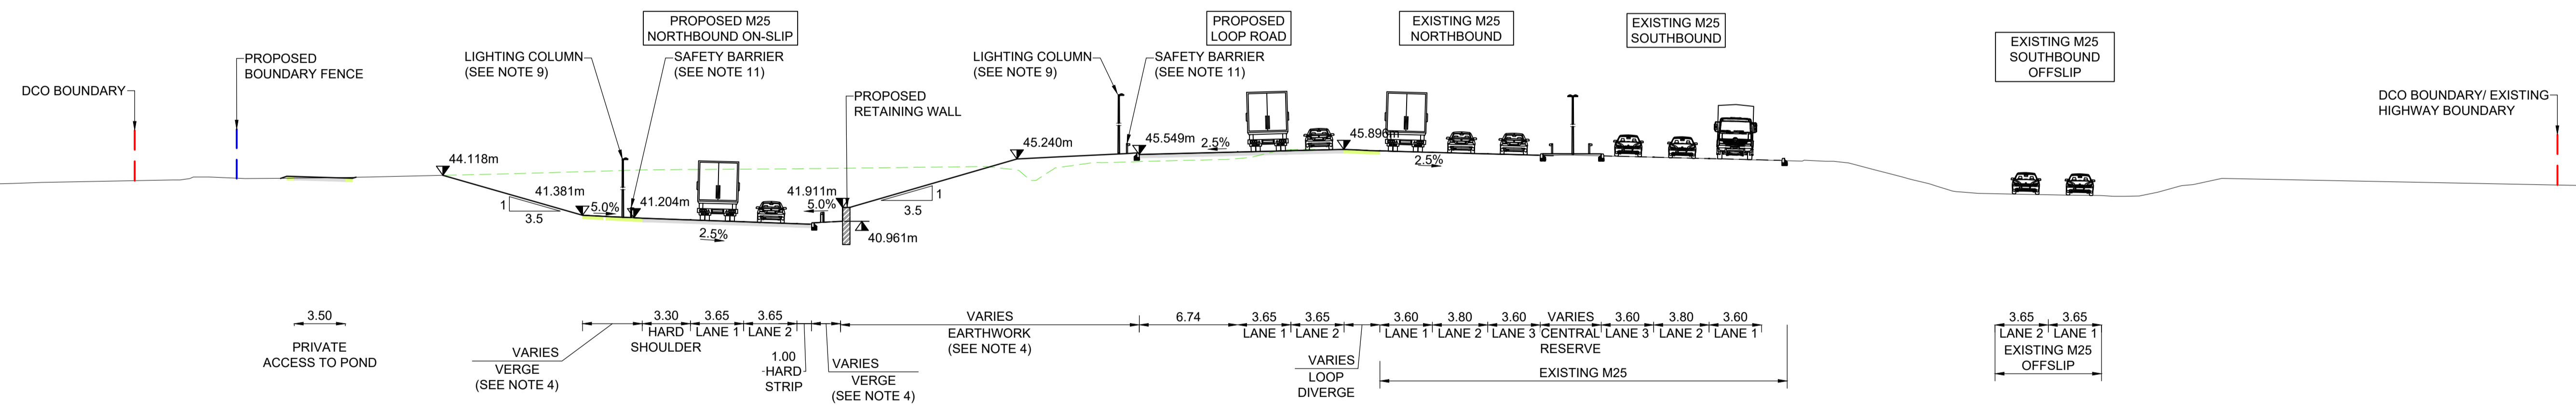 PROPOSED M25
NORTHBOUND ON-SLIP
PROPOSED
LOOP ROAD
EXISTING M25
NORTHBOUND
EXISTING M25
SOUTHBOUND
EXISTING M25
SOUTHBOUND
OFFSLIP
DCO BOUNDARY
PROPOSED
BOUNDARY FENCE
LIGHTING COLUMN
(SEE NOTE 9)
SAFETY BARRIER
(SEE NOTE 11)
PROPOSED
RETAINING WALL
LIGHTING COLUMN
(SEE NOTE 9)
SAFETY BARRIER
(SEE NOTE 11)
DCO BOUNDARY/ EXISTING
HIGHWAY BOUNDARY
44.118m
1
3.5
41.381m
5.0%
41.204m
2.5%
41.911m
5.0%
40.961m
1
3.5
45.240m
45.549m
2.5%
45.896m
2.5%
3.50
PRIVATE
ACCESS TO POND
VARIES
VERGE
(SEE NOTE 4)
3.30
HARD
SHOULDER
3.65
LANE 1
3.65
LANE 2
1.00
HARD
STRIP
VARIES
VERGE
(SEE NOTE 4)
VARIES
EARTHWORK
(SEE NOTE 4)
6.74
3.65
LANE 1
3.65
LANE 2
VARIES
LOOP
DIVERGE
3.60
LANE 1
3.80
LANE 2
3.60
LANE 3
VARIES
CENTRAL
RESERVE
3.60
LANE 3
3.80
LANE 2
3.60
LANE 1
EXISTING M25
3.65
LANE 2
3.65
LANE 1
EXISTING M25
OFFSLIP